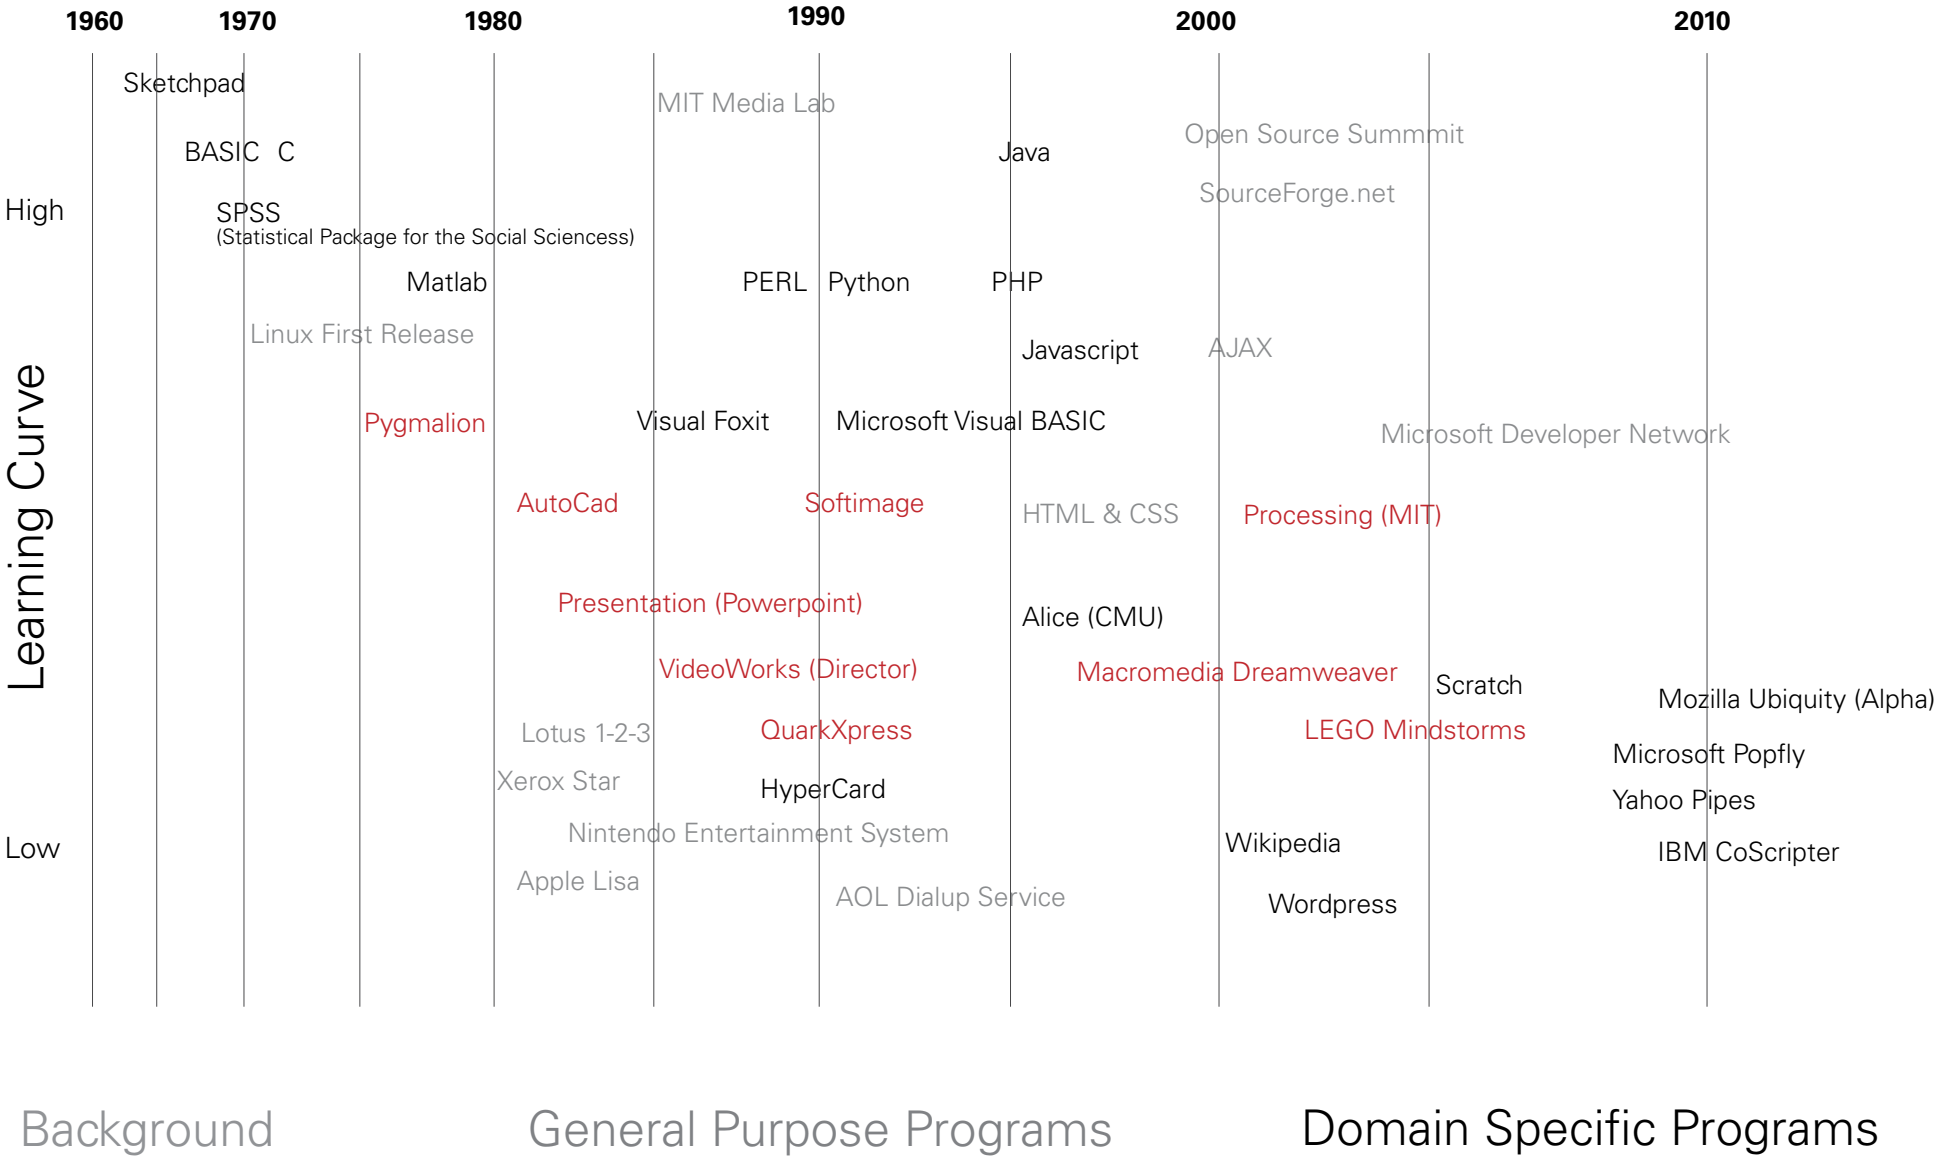 1960 1970 1980 1990 2000 2010
Sketchpad
MIT Media Lab
Open Source Summmit
BASIC C Java
SourceForge.net
High
SPSS
(Statistical Package for the Social Sciencess)
Matlab PERL Python PHP
Linux First Release
Javascript AJAX
Learning Curve
Pygmalion Visual Foxit Microsoft Visual BASIC
Microsoft Developer Network
AutoCad Softimage HTML & CSS Processing (MIT)
Presentation (Powerpoint)
Alice (CMU)
VideoWorks (Director) Macromedia Dreamweaver
Scratch
Mozilla Ubiquity (Alpha)
Lotus 1-2-3 QuarkXpress LEGO Mindstorms
Microsoft Popfly
Xerox Star HyperCard
Yahoo Pipes
Nintendo Entertainment System
Wikipedia
Low
IBM CoScripter
Apple Lisa
AOL Dialup Service
Wordpress
Background General Purpose Programs Domain Specific Programs